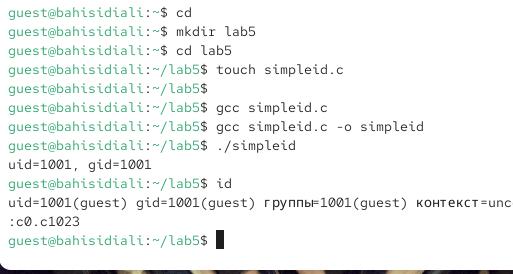 guest@bahisidiali:~$ cd
guest@bahisidiali:~$ mkdir lab5
guest@bahisidiali:~$ cd lab5
guest@bahisidiali:~/lab5$ touch simpleid.c
guest@bahisidiali:~/lab5$
guest@bahisidiali:~/lab5$ gcc simpleid.c
guest@bahisidiali:~/lab5$ gcc simpleid.c -o simpleid
guest@bahisidiali:~/lab5$ ./simpleid
uid=1001, gid=1001
guest@bahisidiali:~/lab5$ id
uid=1001(guest) gid=1001(guest) группы=1001(guest) контекст=unc
:c0.c1023
guest@bahisidiali:~/lab5$